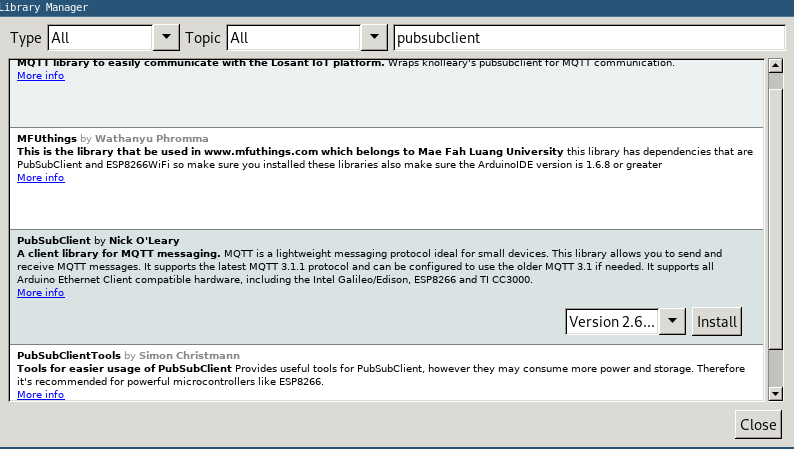 Library Manager
Type All Topic All pubsubclient
MQTT library to easily communicate with the Losant IoT platform. Wraps knolleary's pubsubclient for MQTT communication.
More info
MFUthings by Wathanyu Phromma
This is the library that be used in www.mfuthings.com which belongs to Mae Fah Luang University this library has dependencies that are
PubSubClient and ESP8266WiFi so make sure you installed these libraries also make sure the ArduinoIDE version is 1.6.8 or greater
More info
PubSubClient by Nick O'Leary
A client library for MQTT messaging. MQTT is a lightweight messaging protocol ideal for small devices. This library allows you to send and
receive MQTT messages. It supports the latest MQTT 3.1.1 protocol and can be configured to use the older MQTT 3.1 if needed. It supports all
Arduino Ethernet Client compatible hardware, including the Intel Galileo/Edison, ESP8266 and TI CC3000.
More info
Version 2.6... Install
PubSubClientTools by Simon Christmann
Tools for easier usage of PubSubClient Provides useful tools for PubSubClient, however they may consume more power and storage. Therefore
it's recommended for powerful microcontrollers like ESP8266.
More info
Close